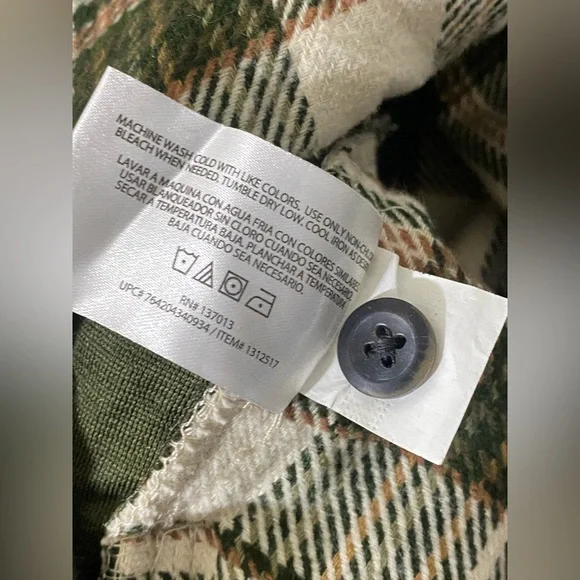 MACHINE WASH COLD WITH LIKE COLORS. USE ONLY NON-CHL
BLEACH WHEN NEEDED. TUMBLE DRY LOW. COOL IRON AS
LAVAR A MAQUINA CON AGUA FRIA CON COLORES SIMILARES.
USAR BLANQUEADOR SIN CLORO CUANDO SEA NECESARIO.
SECAR A TEMPERATURA BAJA. PLANCHAR A TEMPERATURA
BAJA CUANDO SEA NECESARIO.
RN# 137013
UPC# 764204340934 / ITEM# 1312517